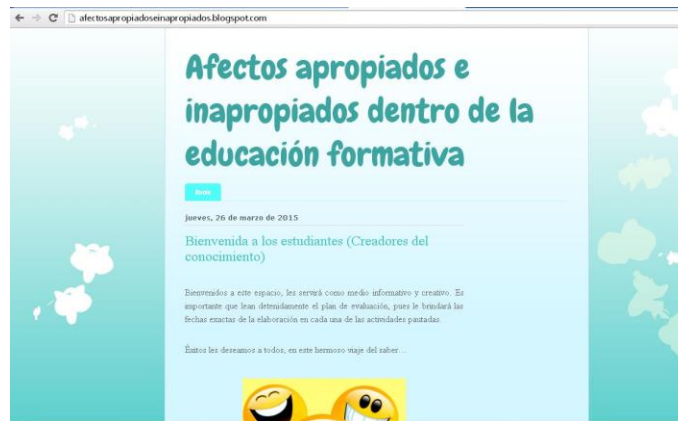 afectosapropiadoseinapropiados.blogspot.com
Afectos apropiados e
inapropiados dentro de la
educación formativa
jueves, 26 de marzo de 2015
Bienvenida a los estudiantes (Creadores del
conocimiento)
Bienvenidos a este espacio, les servirá como medio informativo y creativo. Es
importante que lean detenidamente el plan de evaluación, pues le brindará las
fechas exactas de la elaboración en cada una de las actividades pautadas.
Éxitos les deseamos a todos, en este hermoso viaje del saber...